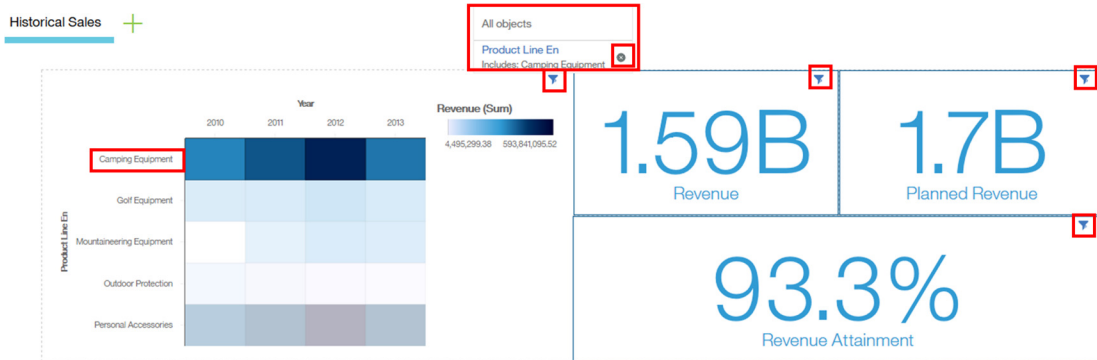 Historical Sales
All objects
Product Line En
Includes: Camping Equipment
Year
2010 2011 2012 2013
Revenue (Sum)
4,495,299.38 593,841,095.52
Product Line En
Camping Equipment
Golf Equipment
Mountaineering Equipment
Outdoor Protection
Personal Accessories
1.59B
Revenue
1.7B
Planned Revenue
93.3%
Revenue Attainment